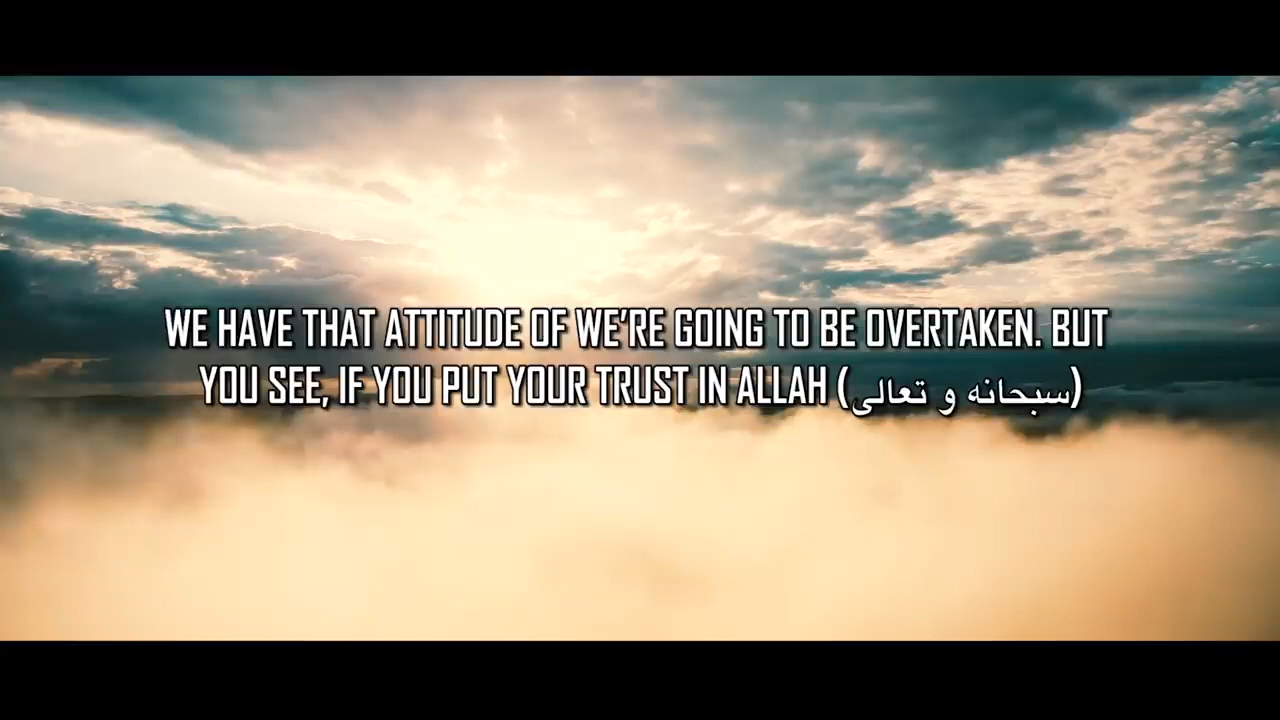 WE HAVE THAT ATTITUDE OF WE'RE GOING TO BE OVERTAKEN. BUT
YOU SEE, IF YOU PUT YOUR TRUST IN ALLAH (سبحانه و تعالى)